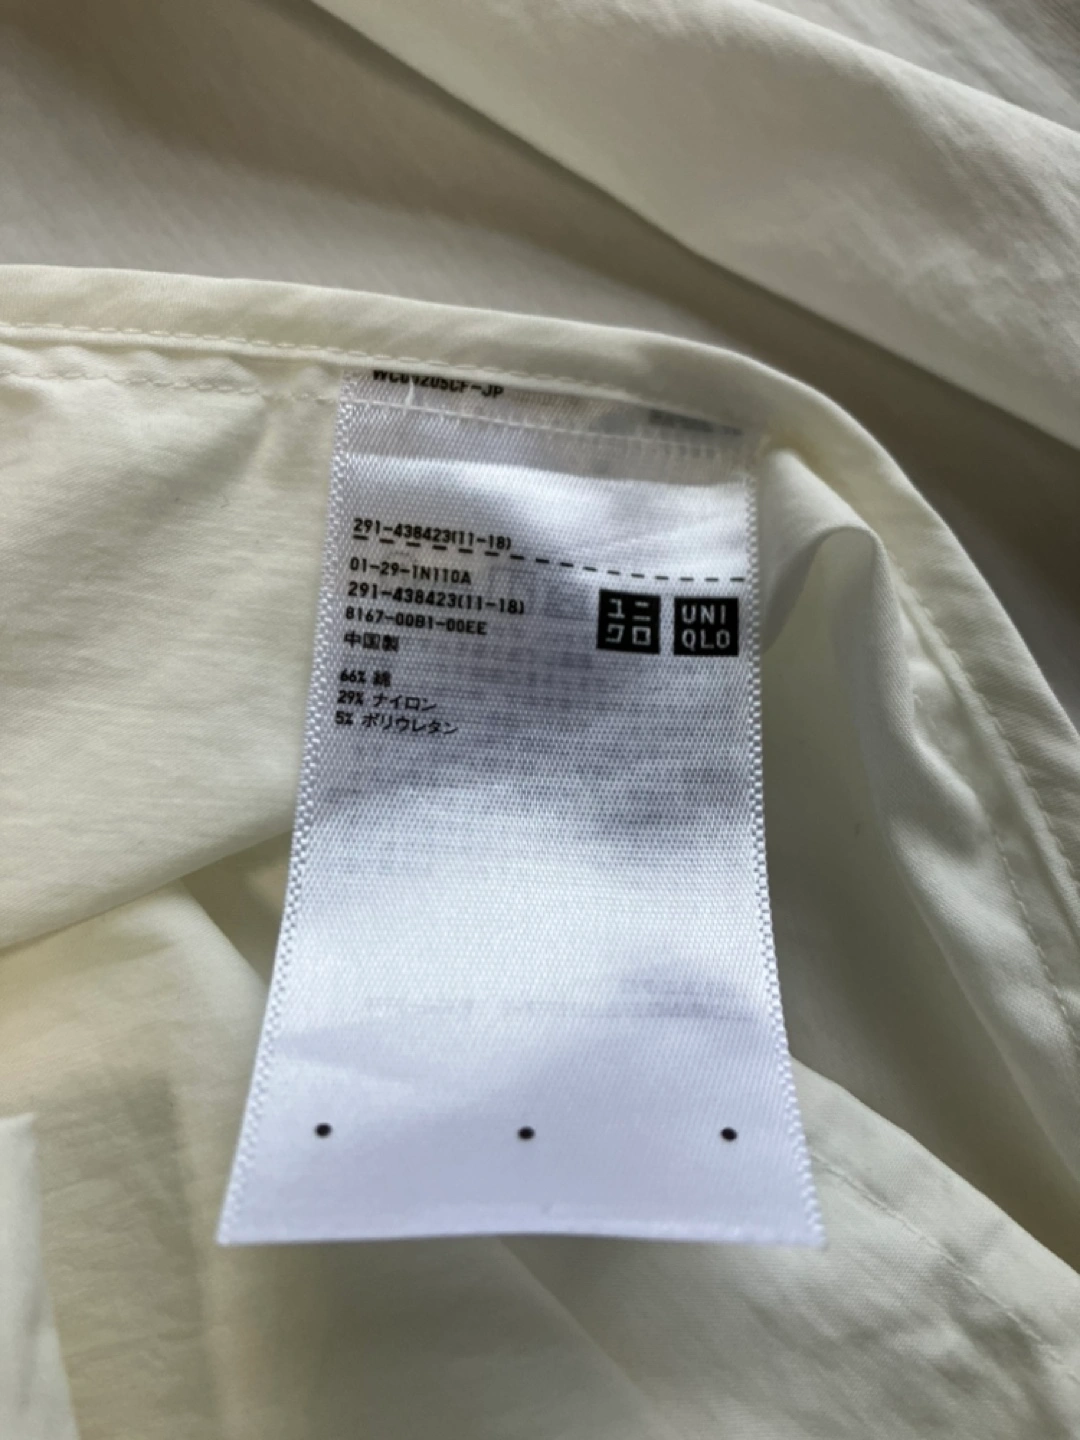 291-438423(11-18)
01-29-1N110A
291-438423(11-18)
8167-00B1-00EE
中国製
ユニ
クロ
UNI
QLO
66% 綿
29% ナイロン
5% ポリウレタン